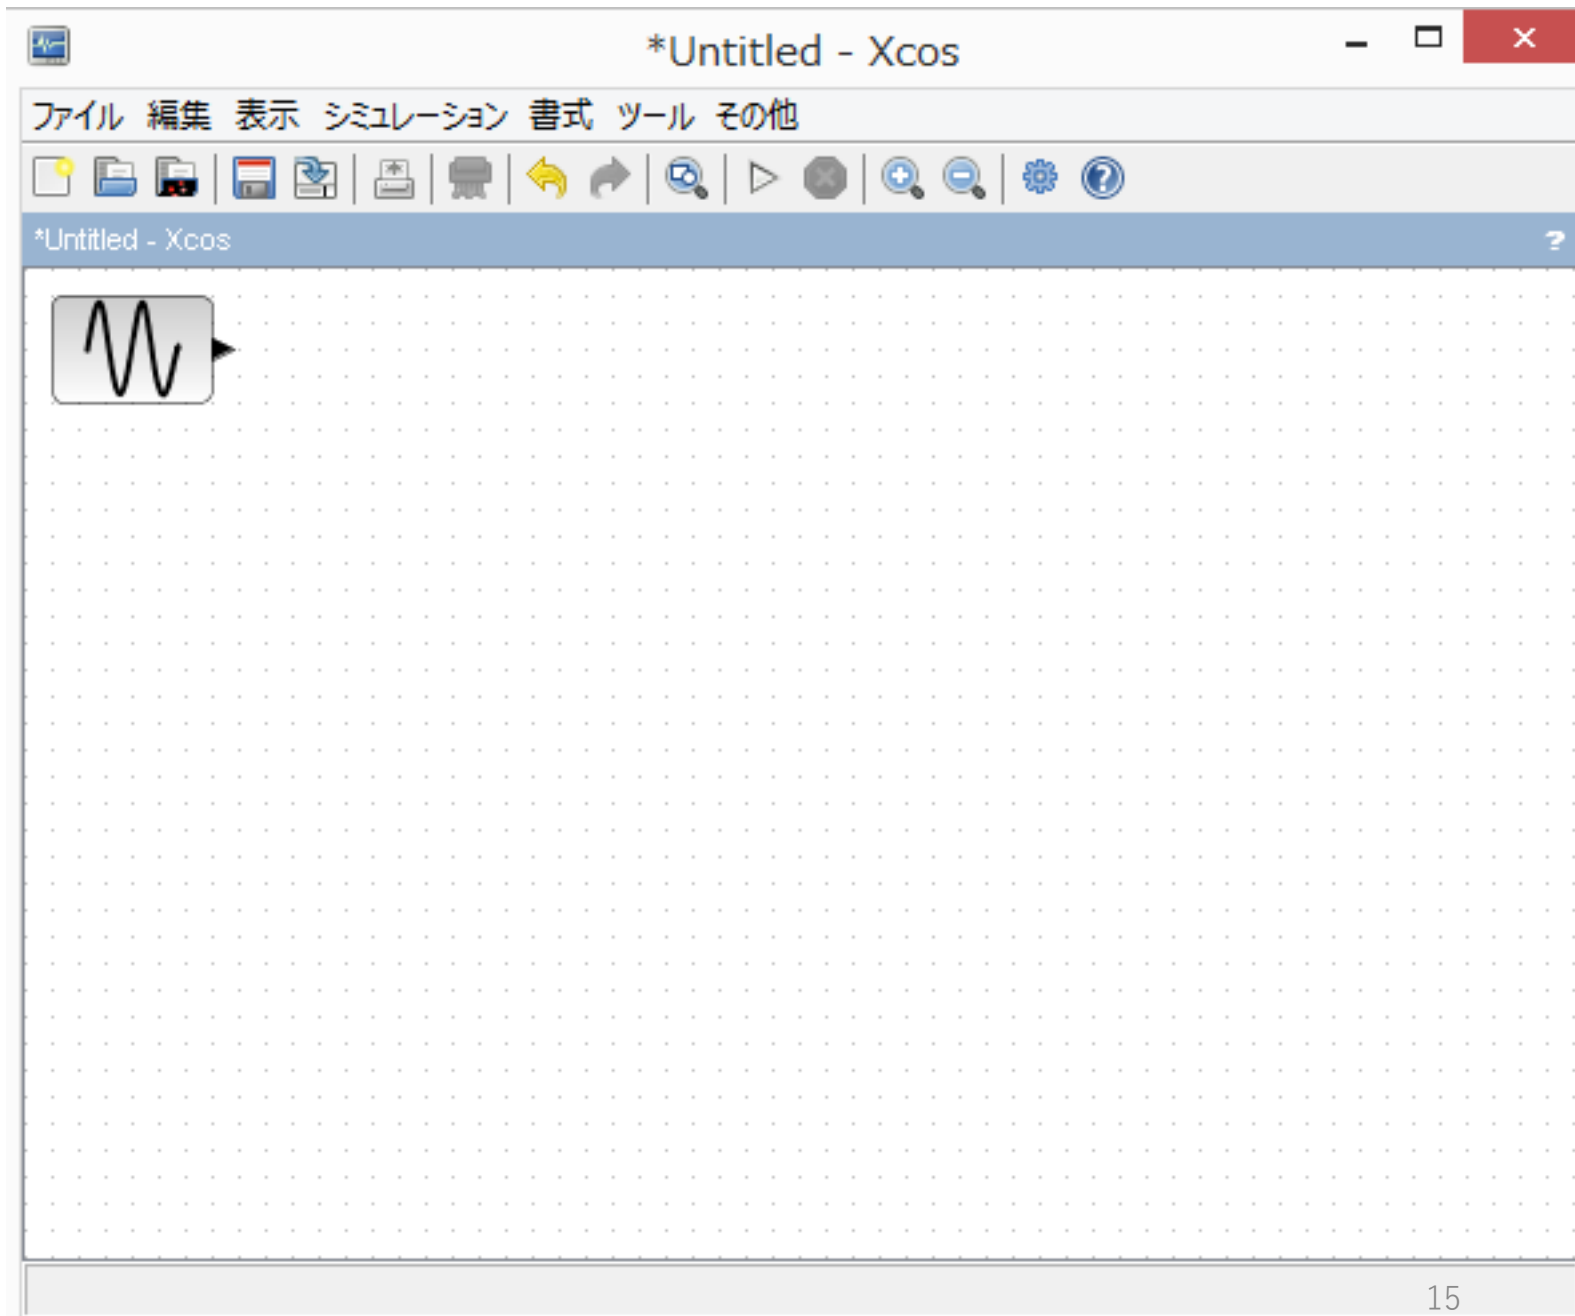 *Untitled - Xcos
ファイル 編集 表示 シミュレーション 書式 ツール その他
*Untitled - Xcos ?
15